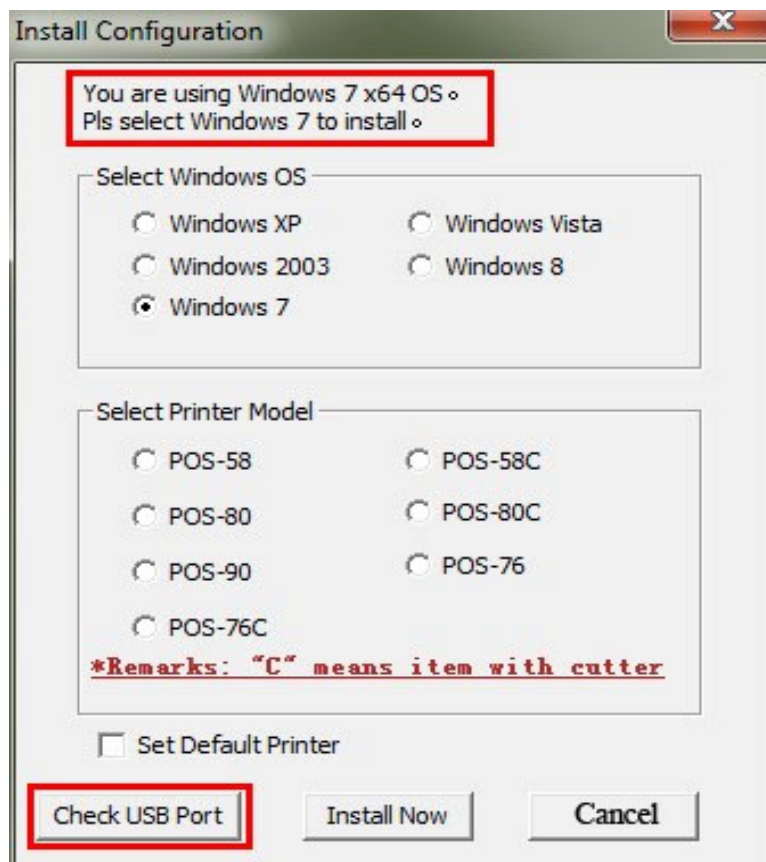 Install Configuration
You are using Windows 7 x64 OS。
Pls select Windows 7 to install。
Select Windows OS
Windows XP Windows Vista
Windows 2003 Windows 8
Windows 7
Select Printer Model
POS-58 POS-58C
POS-80 POS-80C
POS-90 POS-76
POS-76C
*Remarks: "C" means item with cutter
Set Default Printer
Check USB Port Install Now Cancel